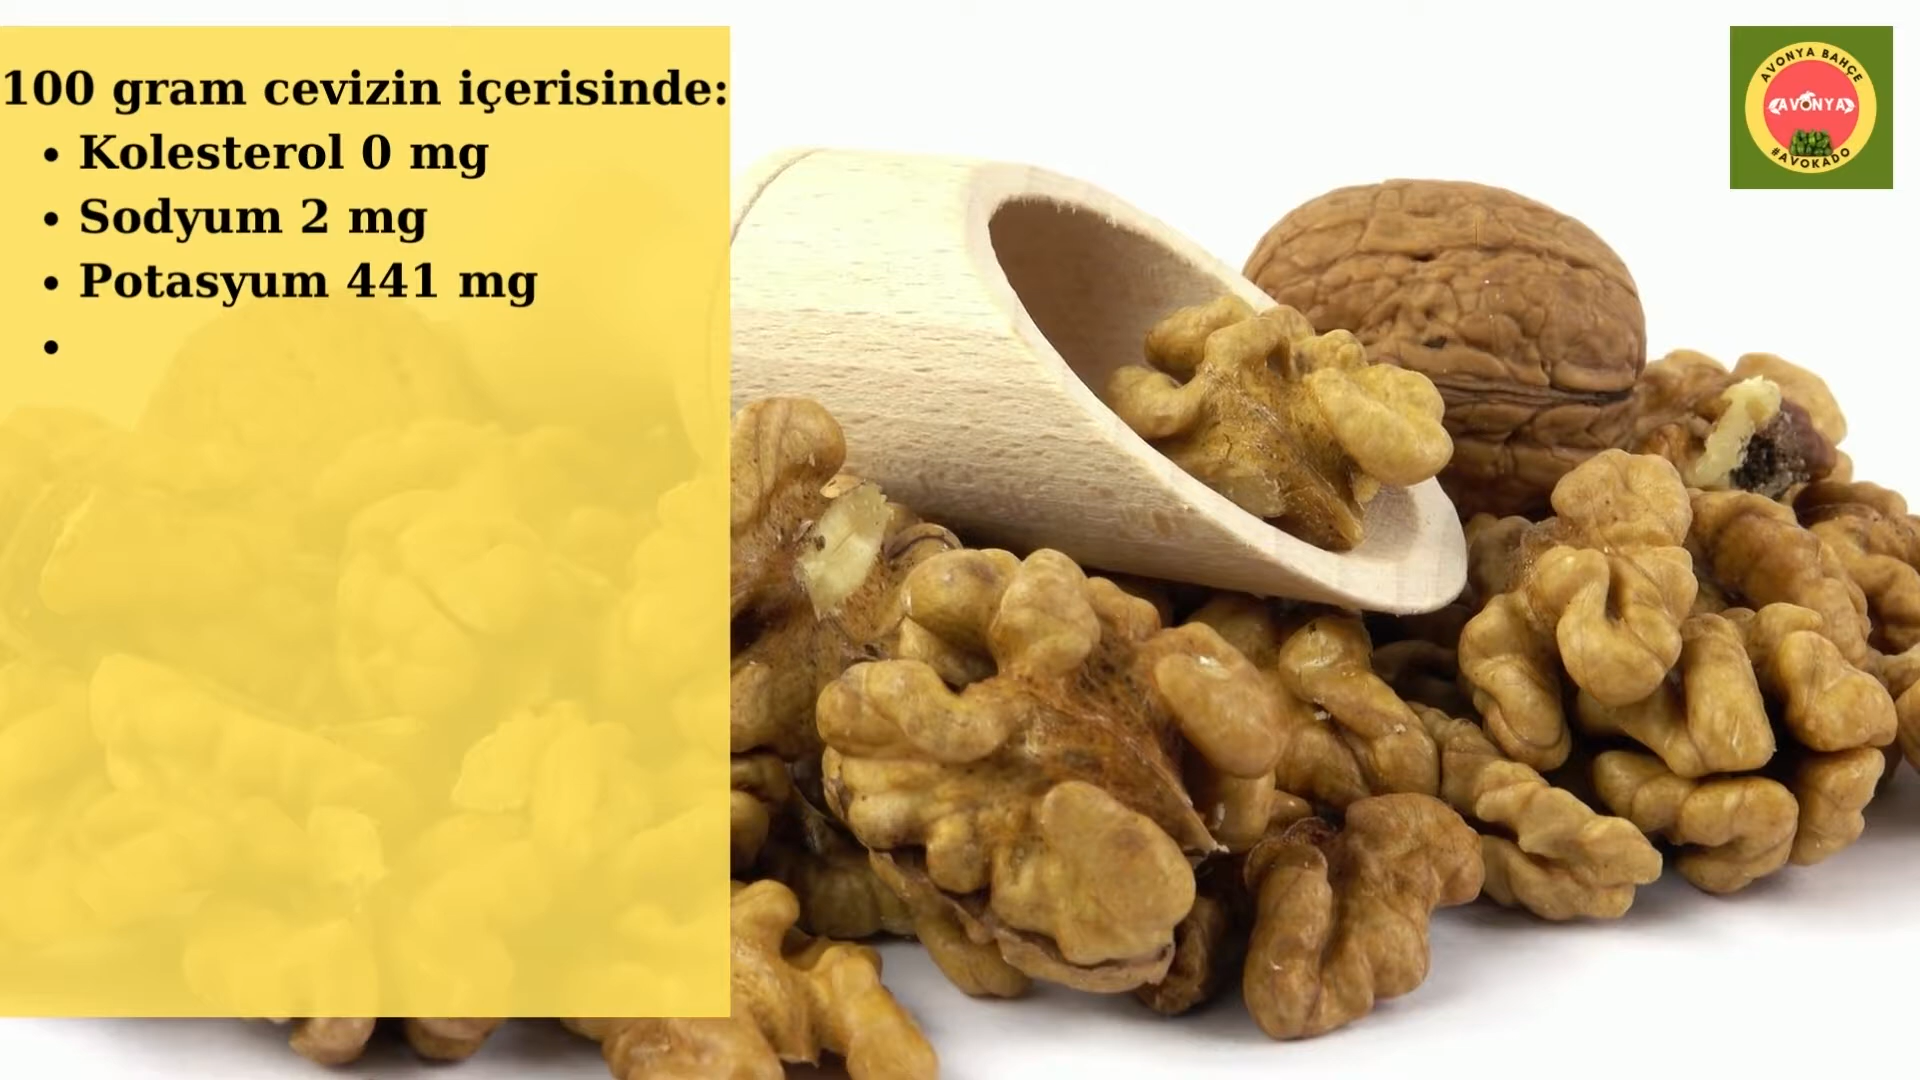 100 gram cevizin içerisinde:
• Kolesterol 0 mg
• Sodyum 2 mg
• Potasyum 441 mg
•
AVONYA BAHÇE
AVONYA
#AVOKADO